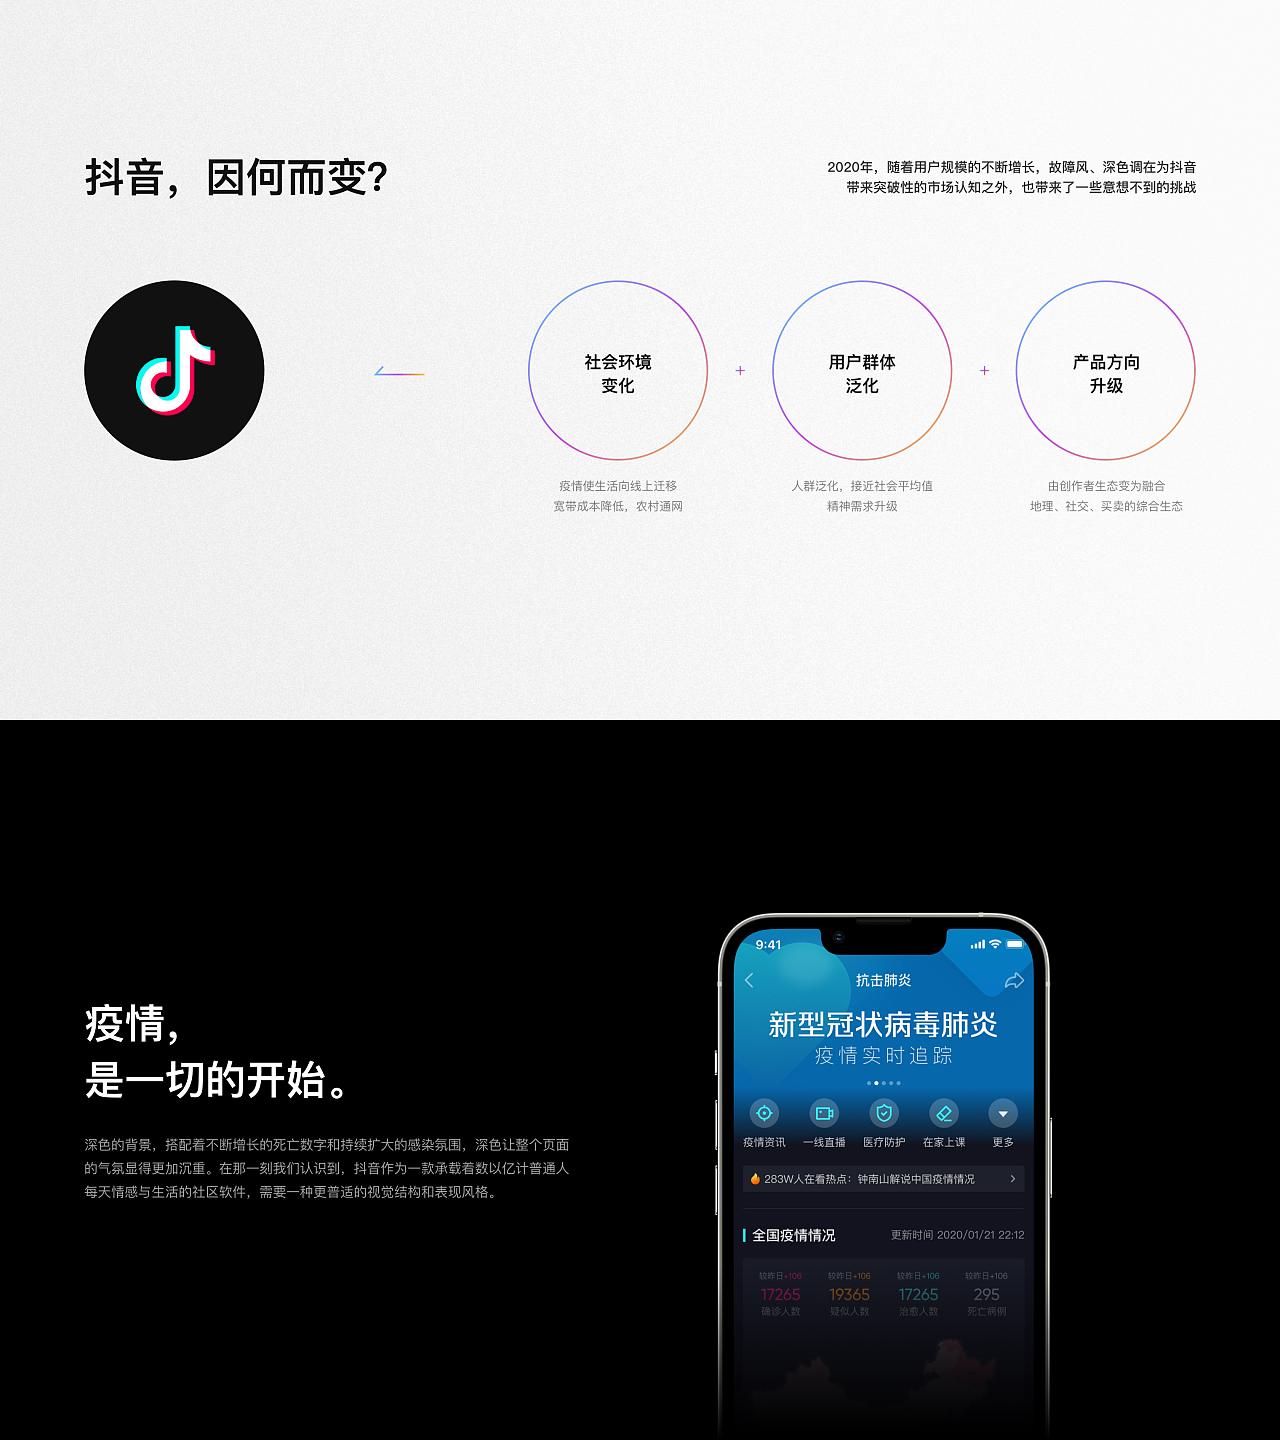 抖音，因何而变?
2020年，随着用户规模的不断增长，故障风、深色调在为抖音
带来突破性的市场认知之外，也带来了一些意想不到的挑战
社会环境
变化
+
用户群体
泛化
+
产品方向
升级
疫情使生活向线上迁移
宽带成本降低，农村通网
人群泛化，接近社会平均值
精神需求升级
由创作者生态变为融合
地理、社交、买卖的综合生态
疫情，
是一切的开始。
深色的背景，搭配着不断增长的死亡数字和持续扩大的感染氛围，深色让整个页面
的气氛显得更加沉重。在那一刻我们认识到，抖音作为一款承载着数以亿计普通人
每天情感与生活的社区软件，需要一种更普适的视觉结构和表现风格。
9:41
抗击肺炎
新型冠状病毒肺炎
疫情实时追踪
疫情资讯 一线直播 医疗防护 在家上课 更多
283W人在看热点：钟南山解说中国疫情情况
全国疫情情况 更新时间 2020/01/21 22:12
较昨日+106 较昨日+106 较昨日+106 较昨日+106
17265 19365 17265 295
确诊人数 疑似人数 治愈人数 死亡病例